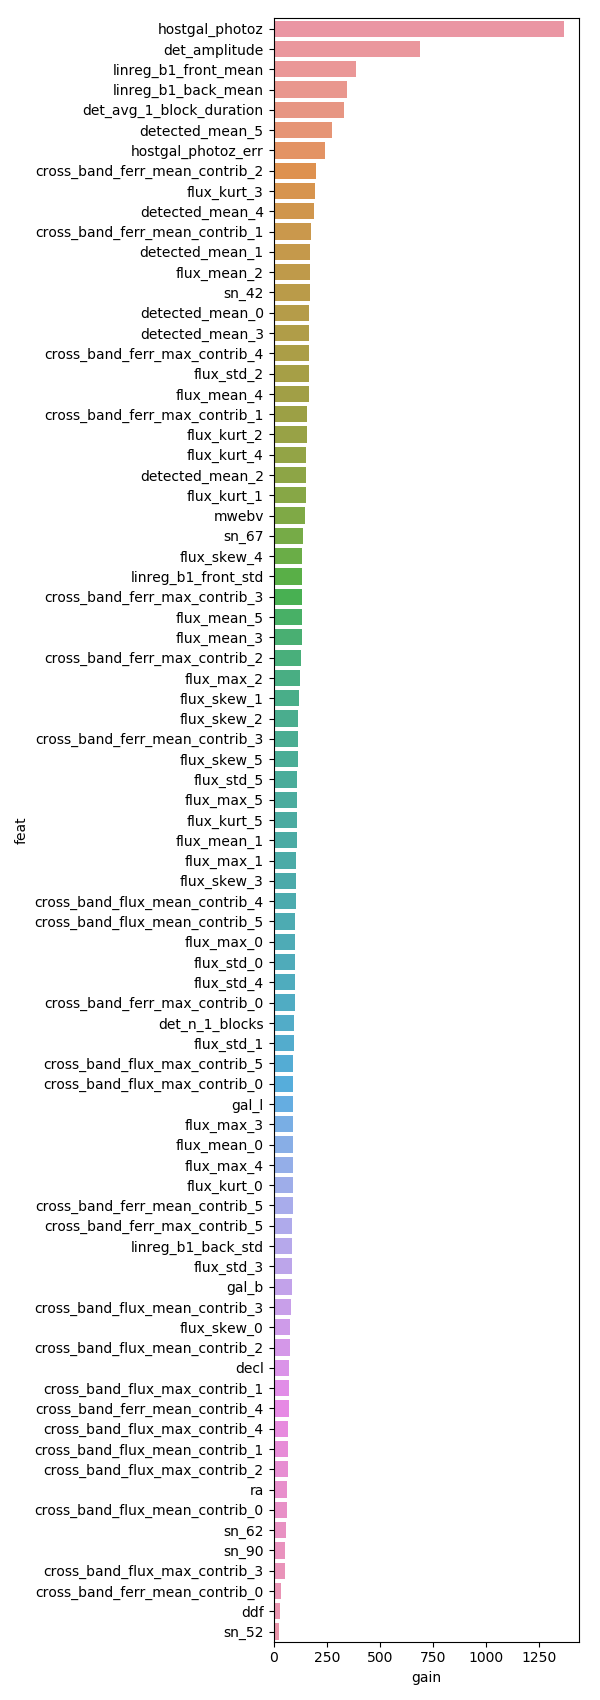 hostgal_photoz
det_amplitude
linreg_b1_front_mean
linreg_b1_back_mean
det_avg_1_block_duration
detected_mean_5
hostgal_photoz_err
cross_band_ferr_mean_contrib_2
flux_kurt_3
detected_mean_4
cross_band_ferr_mean_contrib_1
detected_mean_1
flux_mean_2
sn_42
detected_mean_0
detected_mean_3
cross_band_ferr_max_contrib_4
flux_std_2
flux_mean_4
cross_band_ferr_max_contrib_1
flux_kurt_2
flux_kurt_4
detected_mean_2
flux_kurt_1
mwebv
sn_67
flux_skew_4
linreg_b1_front_std
cross_band_ferr_max_contrib_3
flux_mean_5
flux_mean_3
cross_band_ferr_max_contrib_2
flux_max_2
flux_skew_1
flux_skew_2
cross_band_ferr_mean_contrib_3
flux_skew_5
flux_std_5
flux_max_5
flux_kurt_5
feat
flux_mean_1
flux_max_1
flux_skew_3
cross_band_flux_mean_contrib_4
cross_band_flux_mean_contrib_5
flux_max_0
flux_std_0
flux_std_4
cross_band_ferr_max_contrib_0
det_n_1_blocks
flux_std_1
cross_band_flux_max_contrib_5
cross_band_flux_max_contrib_0
gal_l
flux_max_3
flux_mean_0
flux_max_4
flux_kurt_0
cross_band_ferr_mean_contrib_5
cross_band_ferr_max_contrib_5
linreg_b1_back_std
flux_std_3
gal_b
cross_band_flux_mean_contrib_3
flux_skew_0
cross_band_flux_mean_contrib_2
decl
cross_band_flux_max_contrib_1
cross_band_ferr_mean_contrib_4
cross_band_flux_max_contrib_4
cross_band_flux_mean_contrib_1
cross_band_flux_max_contrib_2
ra
cross_band_flux_mean_contrib_0
sn_62
sn_90
cross_band_flux_max_contrib_3
cross_band_ferr_mean_contrib_0
ddf
sn_52
0 250 500 750 1000 1250
gain